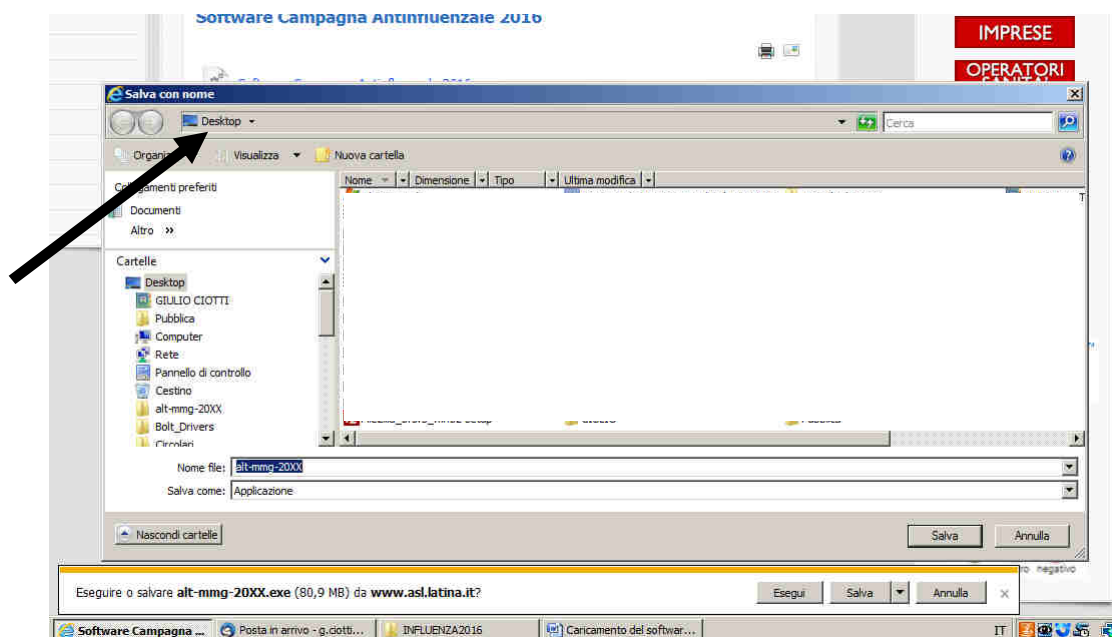 Software Campagna Antinfluenzale 2016
IMPRESE
OPERATORI
SANITAI
Salva con nome
Desktop
Cerca
Visualizza
Nuova cartella
Nome Dimensione Tipo Ultima modifica
Documenti
Altro »
Cartelle
Desktop
GIULIO CIOTTI
Pubblica
Computer
Rete
Pannello di controllo
Cestino
alt-mmg-20XX
Bolt_Drivers
Circolari
Nome file: alt-mmg-20XX
Salva come: Applicazione
Nascondi cartelle
Salva Annulla
negativo
Eseguire o salvare alt-mmg-20XX.exe (80,9 MB) da www.asl.latina.it?
Esegui Salva Annulla
Software Campagna ... Posta in arrivo - g.ciotti... INFLUENZA2016 Caricamento del softwar... IT